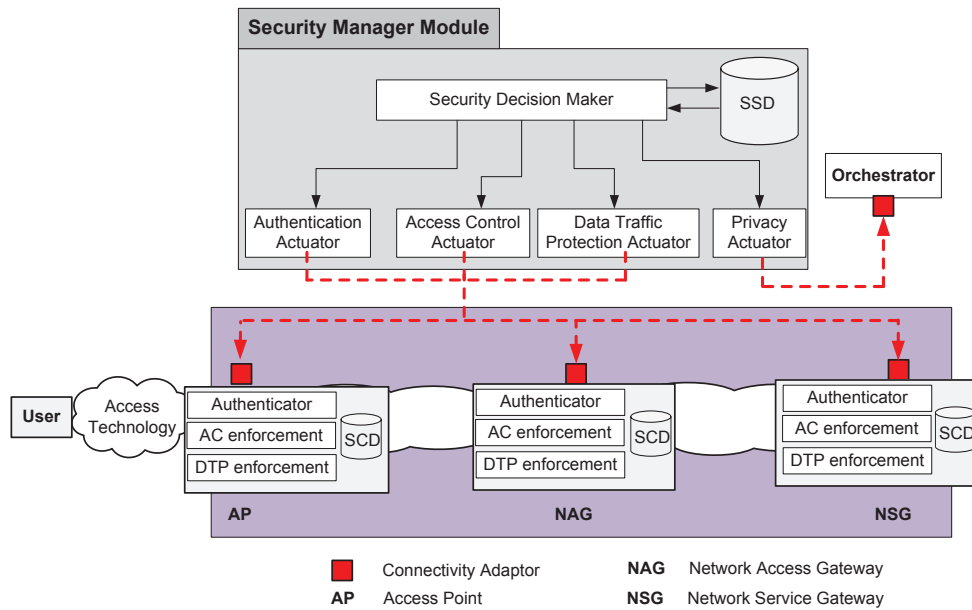 Security Manager Module
Security Decision Maker
SSD
Orchestrator
Authentication
Actuator
Access Control
Actuator
Data Traffic
Protection Actuator
Privacy
Actuator
User
Access
Technology
Authenticator
AC enforcement
DTP enforcement
SCD
AP
Authenticator
AC enforcement
DTP enforcement
SCD
NAG
Authenticator
AC enforcement
DTP enforcement
SCD
NSG
Connectivity Adaptor
NAG Network Access Gateway
AP Access Point
NSG Network Service Gateway